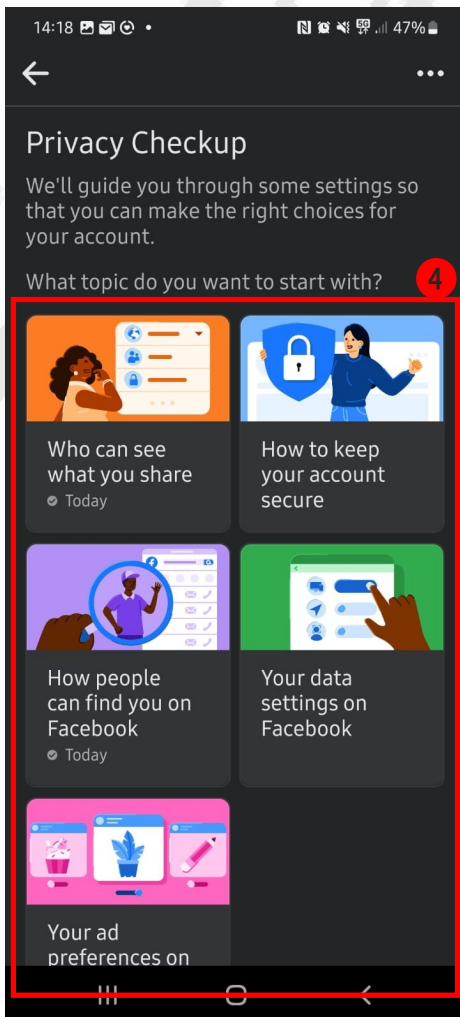 14:18
5G
47%
Privacy Checkup
We'll guide you through some settings so
that you can make the right choices for
your account.
What topic do you want to start with?
4
Who can see
what you share
Today
How to keep
your account
secure
How people
can find you on
Facebook
Today
Your data
settings on
Facebook
Your ad
preferences on